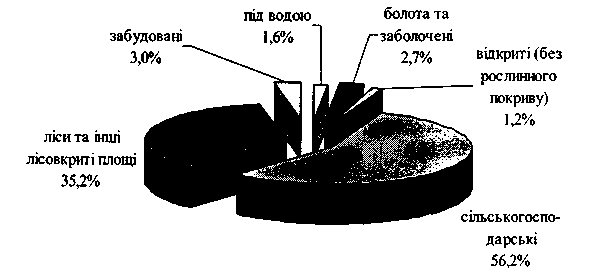 забудовані
3,0%
під водою
1,6%
болота та
заболочені
2,7%
відкриті (без
рослинного
покриву)
1,2%
ліси та інщі
лісовкриті площі
35,2%
сільськогоспо-
дарські
56,2%